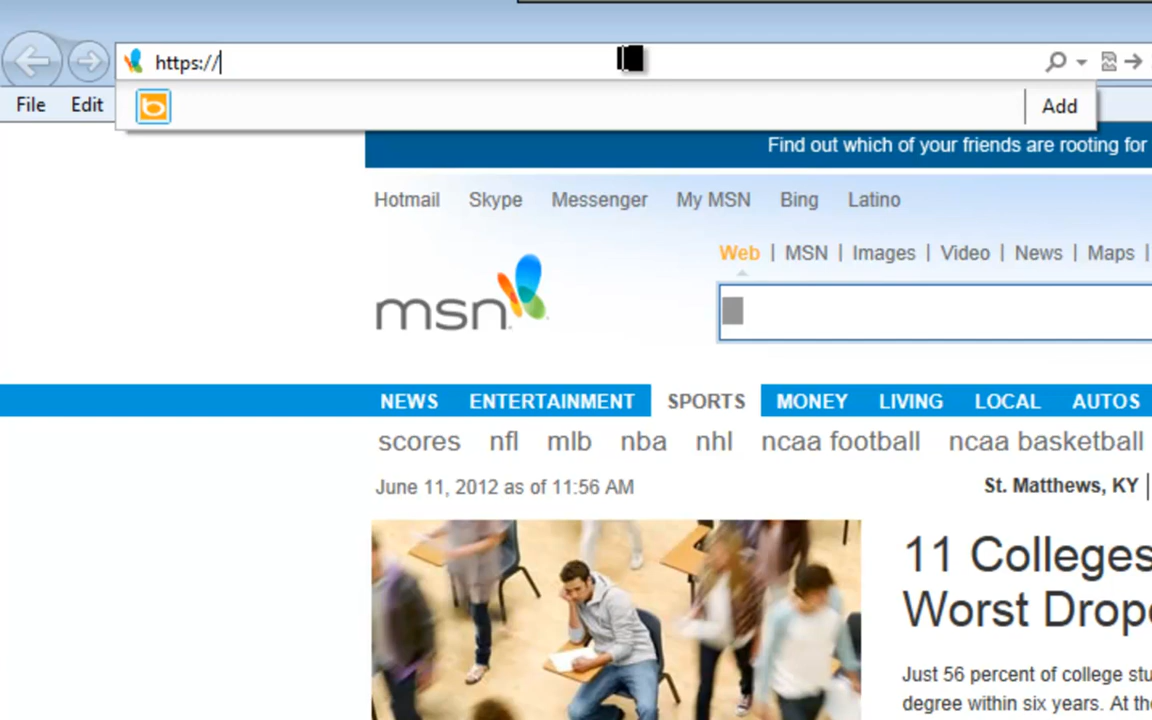 https://
File Edit
Add
Find out which of your friends are rooting for
Hotmail Skype Messenger My MSN Bing Latino
Web | MSN | Images | Video | News | Maps |
msn
NEWS ENTERTAINMENT SPORTS MONEY LIVING LOCAL AUTOS
scores nfl mlb nba nhl ncaa football ncaa basketball
June 11, 2012 as of 11:56 AM
St. Matthews, KY |
11 Colleges
Worst Drop
Just 56 percent of college stu
degree within six years. At the